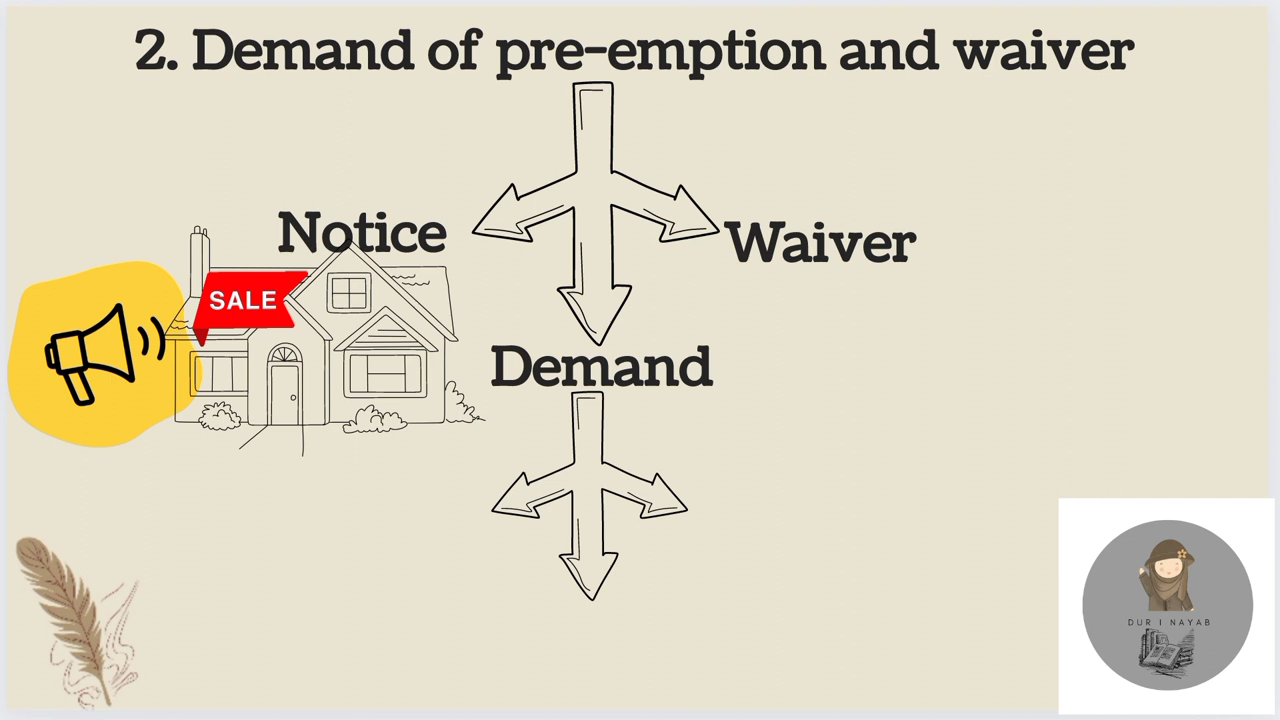 2. Demand of pre-emption and waiver
Notice
Waiver
SALE
Demand
DUR I NAYAB